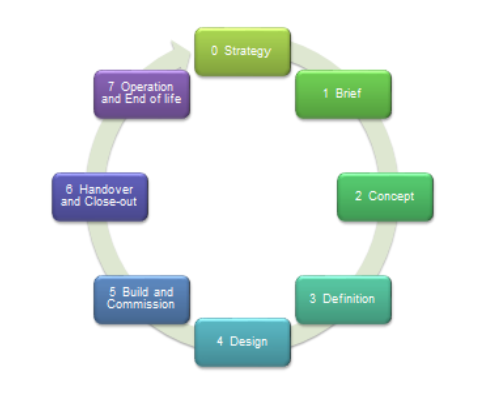 0 Strategy
1 Brief
2 Concept
3 Definition
4 Design
5 Build and
Commission
6 Handover
and Close-out
7 Operation
and End of life